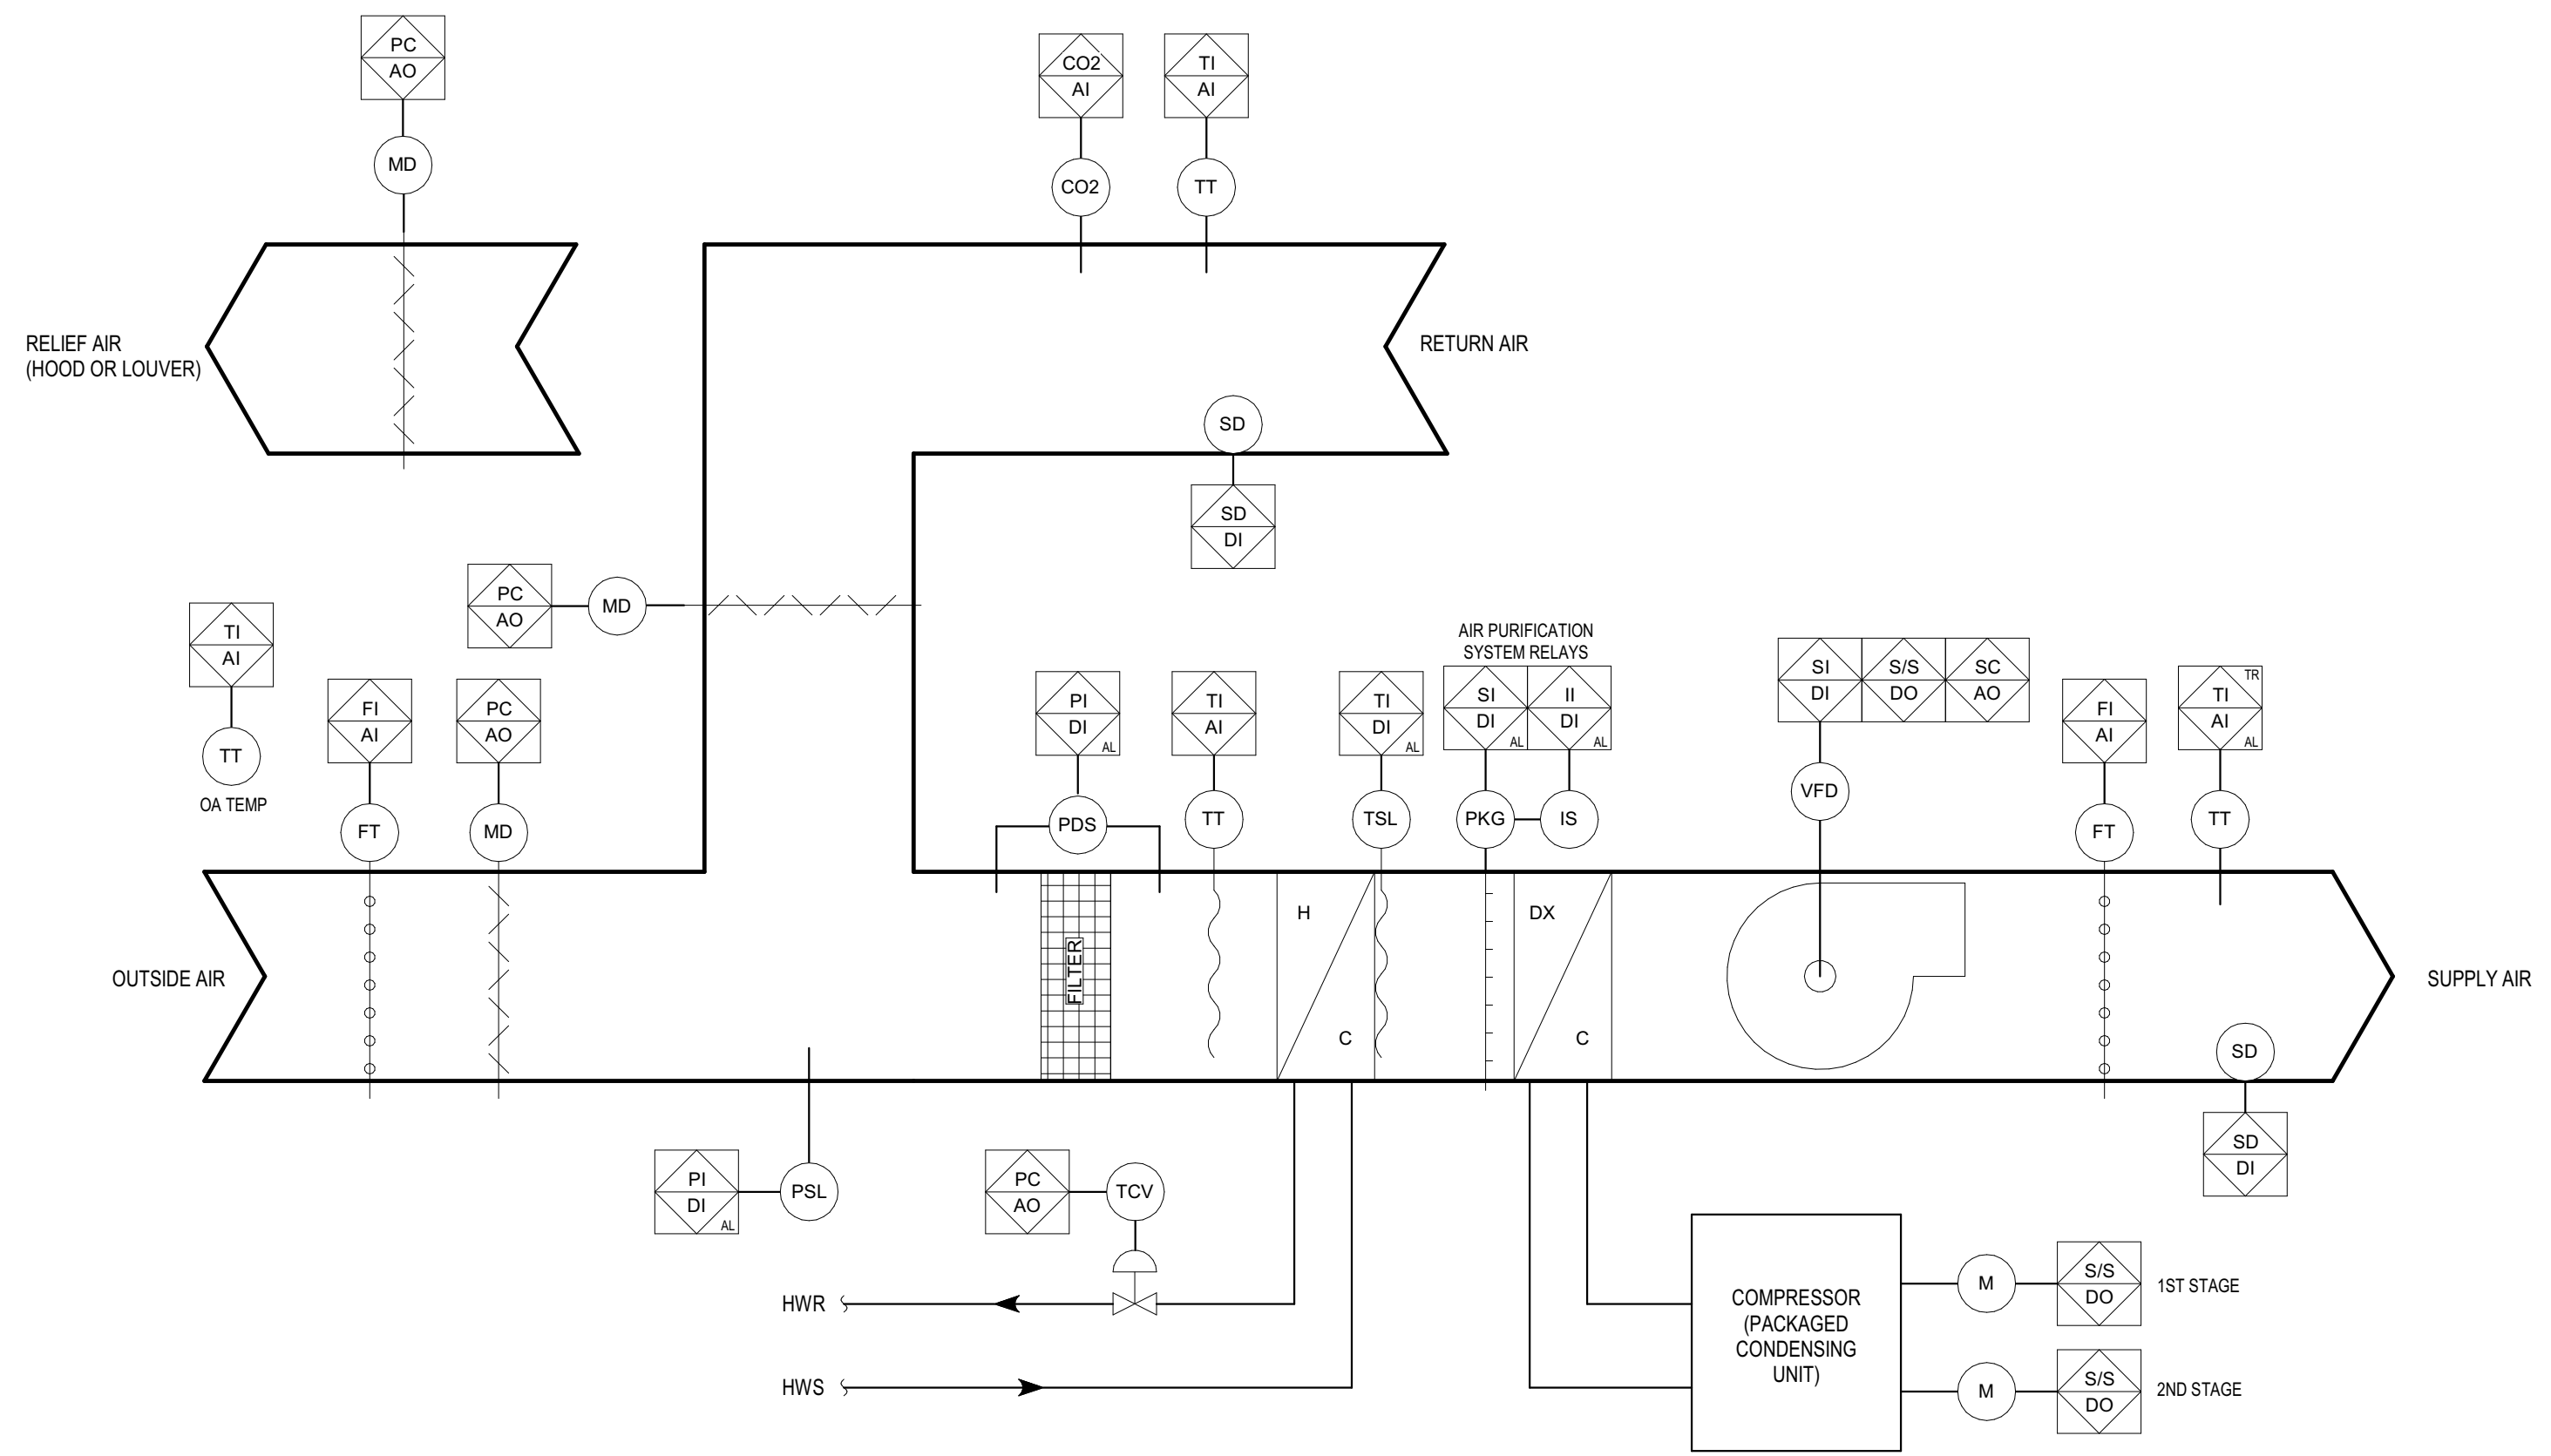 PC
AO
MD
CO2
AI
CO2
TI
AI
TT
RELIEF AIR
(HOOD OR LOUVER)
RETURN AIR
SD
SD
DI
PC
AO
MD
TI
AI
TT
OA TEMP
FI
AI
FT
PC
AO
MD
PI
DI
AL
PDS
TI
AI
TT
TI
DI
AL
TSL
AIR PURIFICATION
SYSTEM RELAYS
SI
DI
AL
II
DI
AL
PKG
IS
SI
DI
S/S
DO
SC
AO
VFD
FI
AI
FT
TR
TI
AI
AL
TT
OUTSIDE AIR
FILTER
H
C
DX
C
SUPPLY AIR
SD
SD
DI
PI
DI
AL
PSL
PC
AO
TCV
HWR
HWS
COMPRESSOR
(PACKAGED
CONDENSING
UNIT)
M
S/S
DO
1ST STAGE
M
S/S
DO
2ND STAGE